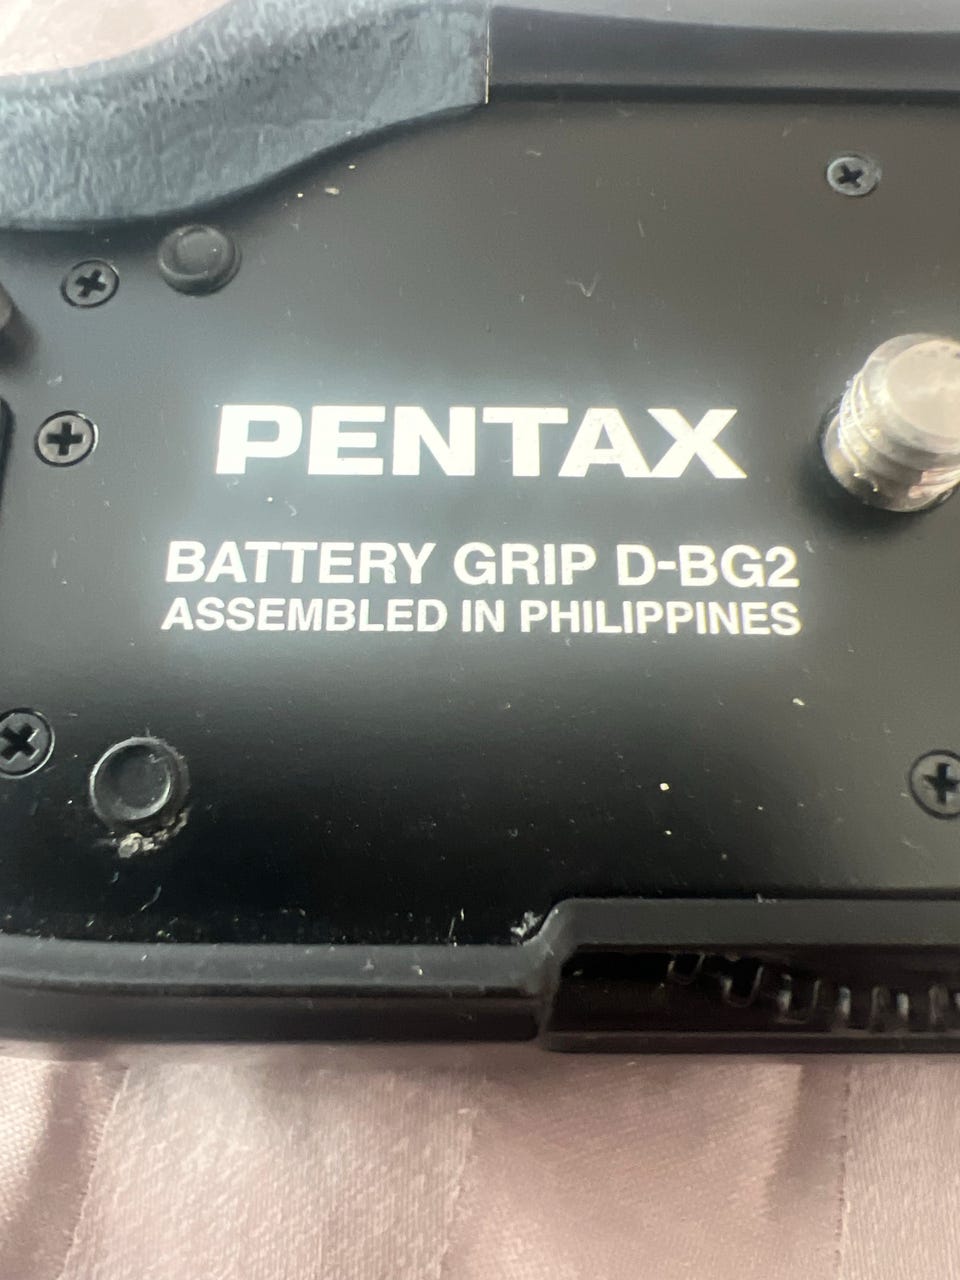 PENTAX
BATTERY GRIP D-BG2
ASSEMBLED IN PHILIPPINES